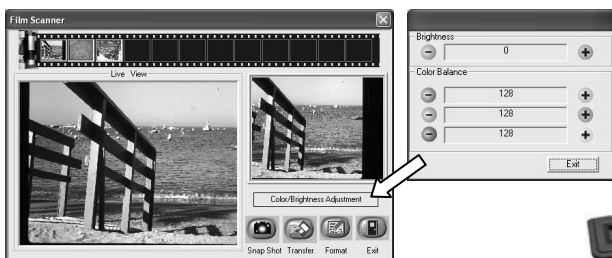 Film Scanner
Live View
Color/Brightness Adjustment
Snap Shot Transfer Format Exit
Brightness
0
Color Balance
128
128
128
Exit